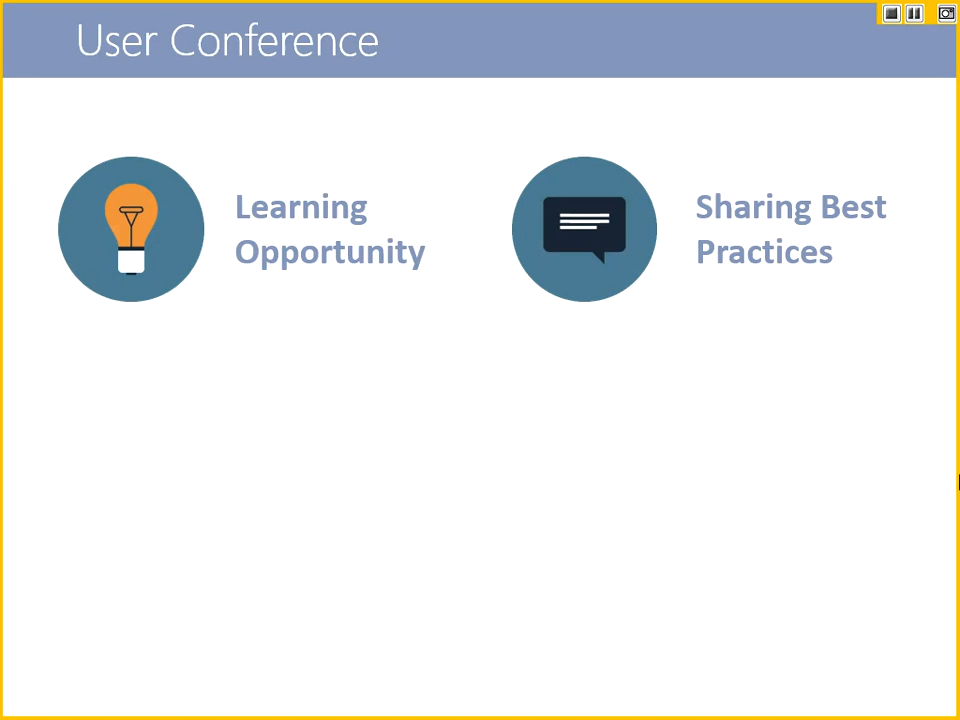 User Conference
Learning
Opportunity
Sharing Best
Practices